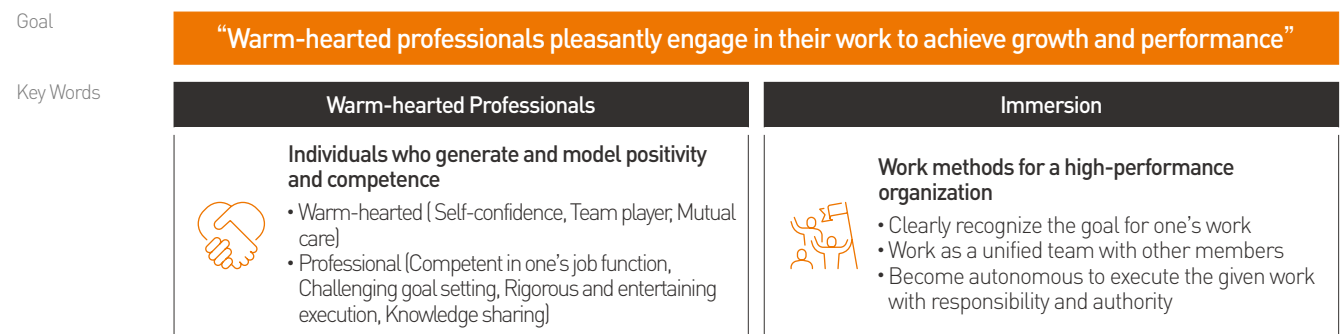 Goal
“Warm-hearted professionals pleasantly engage in their work to achieve growth and performance”
Key Words
Warm-hearted Professionals
Individuals who generate and model positivity
and competence
• Warm-hearted ( Self-confidence, Team player, Mutual
care)
• Professional (Competent in one’s job function,
Challenging goal setting, Rigorous and entertaining
execution, Knowledge sharing)
Immersion
Work methods for a high-performance
organization
• Clearly recognize the goal for one’s work
• Work as a unified team with other members
• Become autonomous to execute the given work
with responsibility and authority